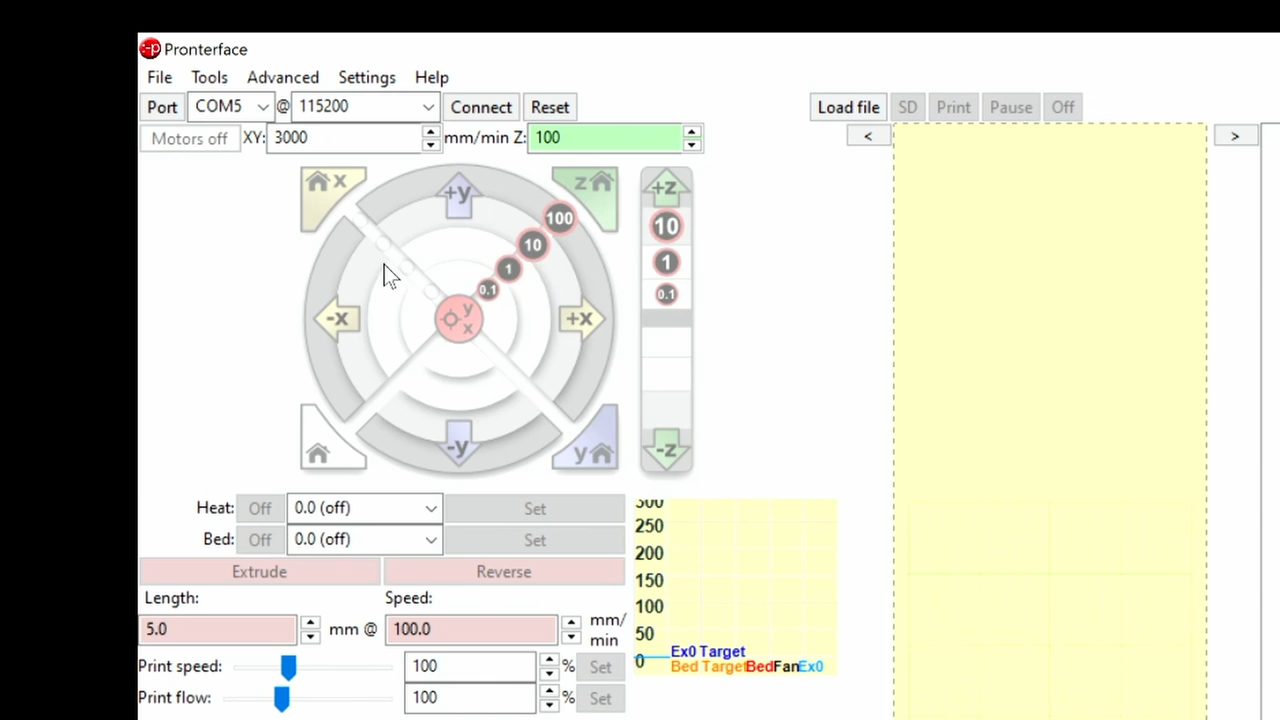 Pronterface
File Tools Advanced Settings Help
Port COM5 @ 115200 Connect Reset Load file SD Print Pause Off
Motors off XY: 3000 mm/min Z: 100 < >
x +y z +z
100 10
10 1
1 0.1
0.1
-x y x +x
-y y -z
Heat: Off 0.0 (off) Set
Bed: Off 0.0 (off) Set
Extrude Reverse
Length: Speed:
5.0 mm @ 100.0 mm/
min
Print speed: 100 % Set
Print flow: 100 % Set
300
250
200
150
100
50
0
Ex0 Target
Bed Target Bed Fan Ex0